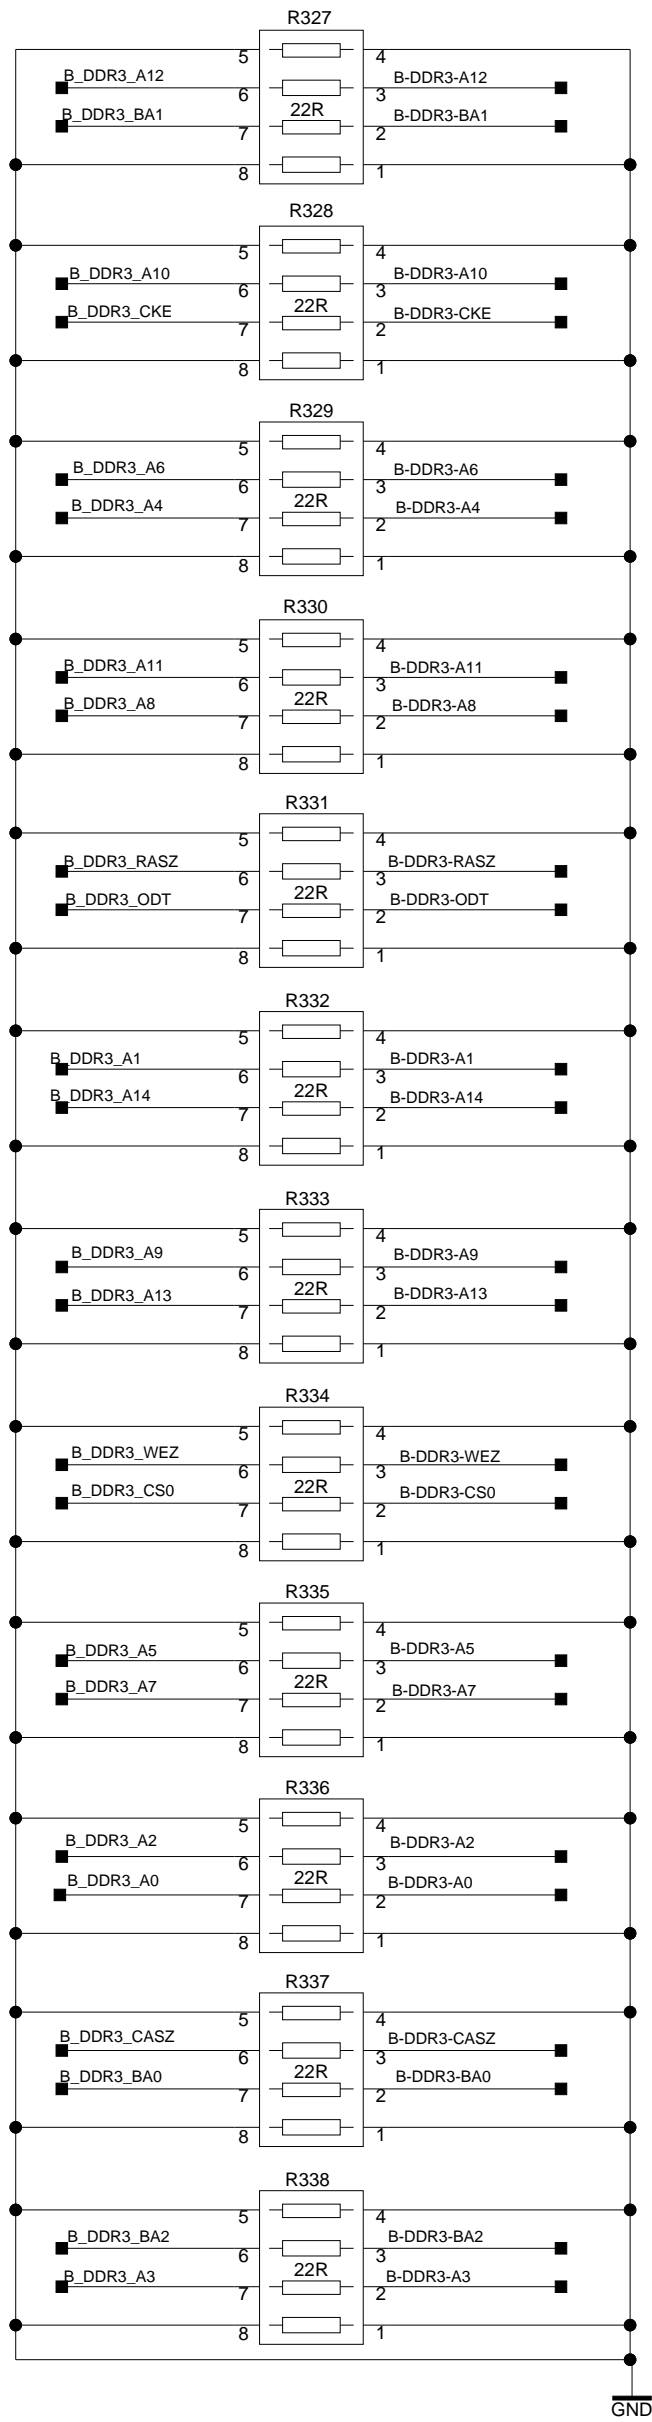 R327
5 4
B_DDR3_A12 B-DDR3-A12
6 3
B_DDR3_BA1 22R B-DDR3-BA1
7 2
8 1
R328
5 4
B_DDR3_A10 B-DDR3-A10
6 3
B_DDR3_CKE 22R B-DDR3-CKE
7 2
8 1
R329
5 4
B_DDR3_A6 B-DDR3-A6
6 3
B_DDR3_A4 22R B-DDR3-A4
7 2
8 1
R330
5 4
B_DDR3_A11 B-DDR3-A11
6 3
B_DDR3_A8 22R B-DDR3-A8
7 2
8 1
R331
5 4
B_DDR3_RASZ B-DDR3-RASZ
6 3
B_DDR3_ODT 22R B-DDR3-ODT
7 2
8 1
R332
5 4
B_DDR3_A1 B-DDR3-A1
6 3
B_DDR3_A14 22R B-DDR3-A14
7 2
8 1
R333
5 4
B_DDR3_A9 B-DDR3-A9
6 3
B_DDR3_A13 22R B-DDR3-A13
7 2
8 1
R334
5 4
B_DDR3_WEZ B-DDR3-WEZ
6 3
B_DDR3_CS0 22R B-DDR3-CS0
7 2
8 1
R335
5 4
B_DDR3_A5 B-DDR3-A5
6 3
B_DDR3_A7 22R B-DDR3-A7
7 2
8 1
R336
5 4
B_DDR3_A2 B-DDR3-A2
6 3
B_DDR3_A0 22R B-DDR3-A0
7 2
8 1
R337
5 4
B_DDR3_CASZ B-DDR3-CASZ
6 3
B_DDR3_BA0 22R B-DDR3-BA0
7 2
8 1
R338
5 4
B_DDR3_BA2 B-DDR3-BA2
6 3
B_DDR3_A3 22R B-DDR3-A3
7 2
8 1
GND